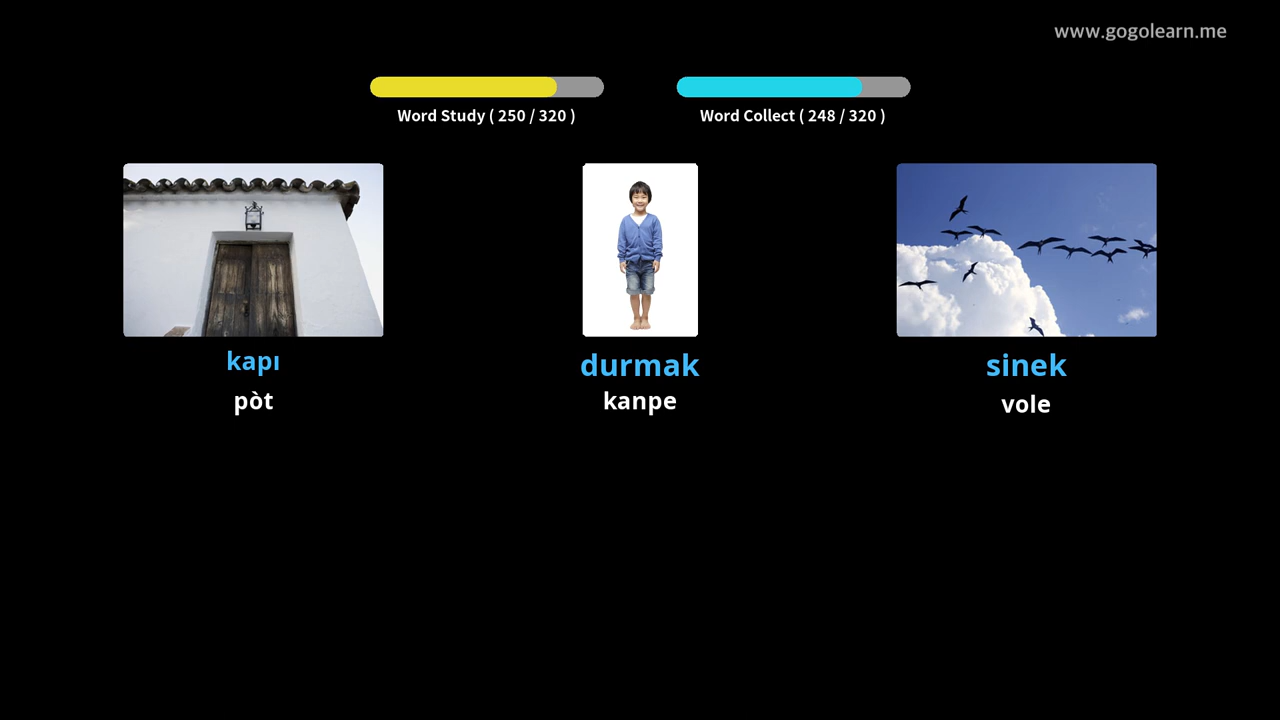 www.gogolearn.me
Word Study ( 250 / 320 )
Word Collect ( 248 / 320 )
kapı
pòt
durmak
kanpe
sinek
vole